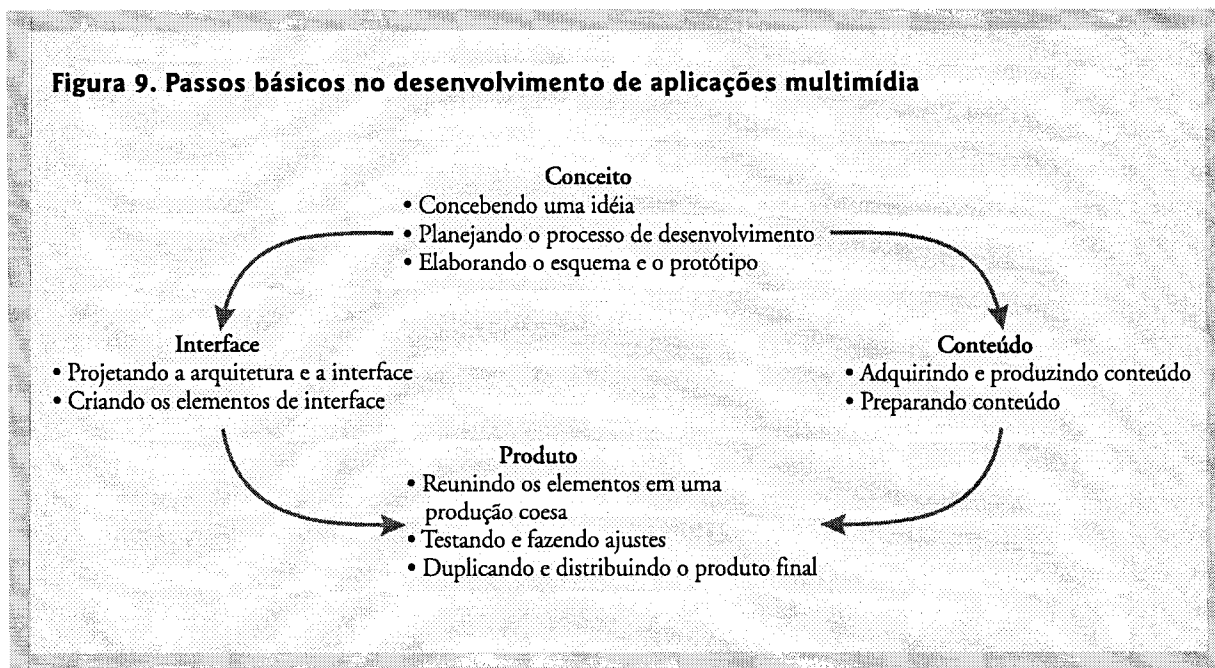 Figura 9. Passos básicos no desenvolvimento de aplicações multimídia
Conceito
• Concebendo uma idéia
• Planejando o processo de desenvolvimento
• Elaborando o esquema e o protótipo
Interface
• Projetando a arquitetura e a interface
• Criando os elementos de interface
Conteúdo
• Adquirindo e produzindo conteúdo
• Preparando conteúdo
Produto
• Reunindo os elementos em uma
produção coesa
• Testando e fazendo ajustes
• Duplicando e distribuindo o produto final